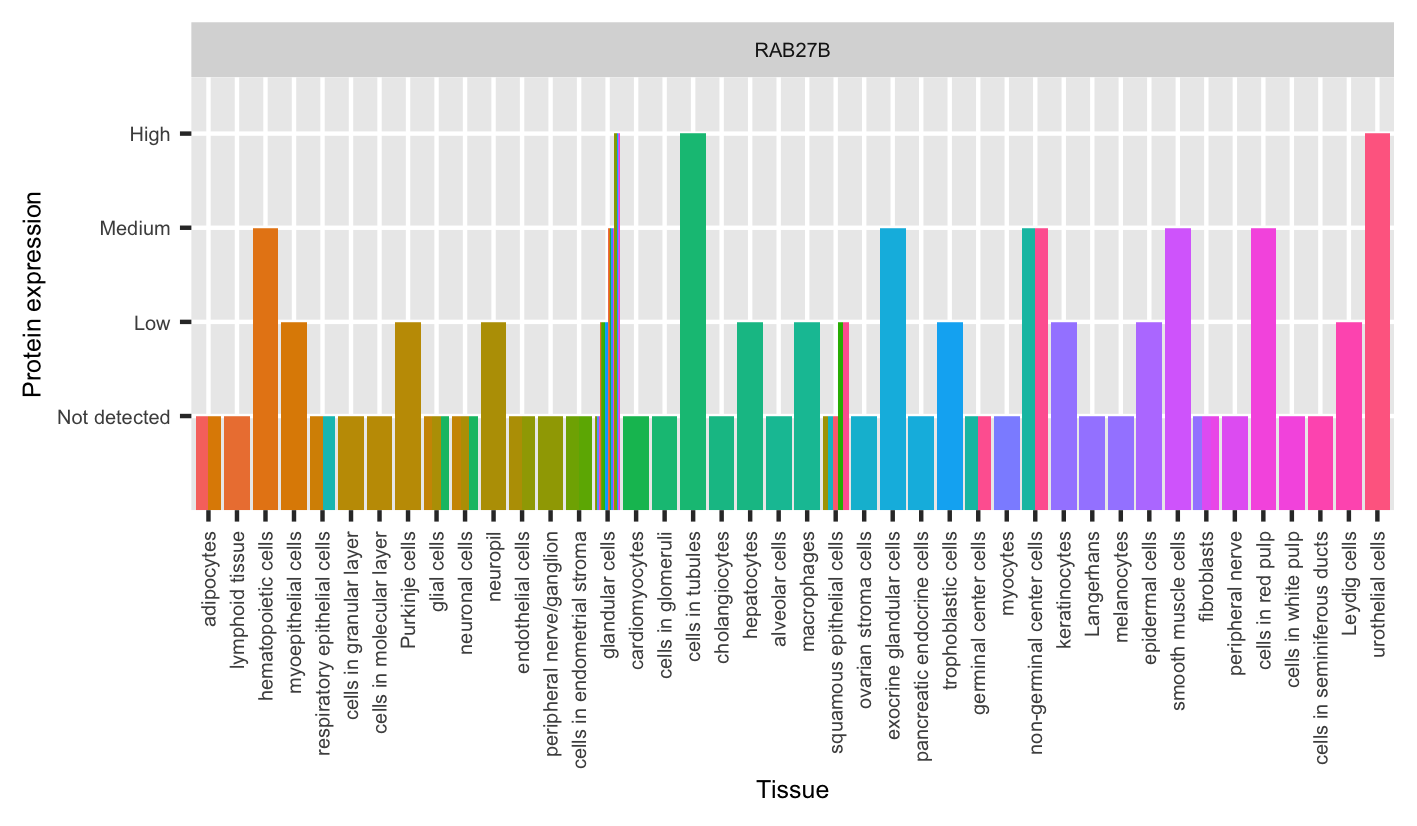 RAB27B
Protein expression
High
Medium
Low
Not detected
adipocytes
lymphoid tissue
hematopoietic cells
myoepithelial cells
respiratory epithelial cells
cells in granular layer
cells in molecular layer
Purkinje cells
glial cells
neuronal cells
neuropil
endothelial cells
peripheral nerve/ganglion
cells in endometrial stroma
glandular cells
cardiomyocytes
cells in glomeruli
cells in tubules
cholangiocytes
hepatocytes
alveolar cells
macrophages
squamous epithelial cells
ovarian stroma cells
exocrine glandular cells
pancreatic endocrine cells
trophoblastic cells
germinal center cells
myocytes
non-germinal center cells
keratinocytes
Langerhans
melanocytes
epidermal cells
smooth muscle cells
fibroblasts
peripheral nerve
cells in red pulp
cells in white pulp
cells in seminiferous ducts
Leydig cells
urothelial cells
Tissue